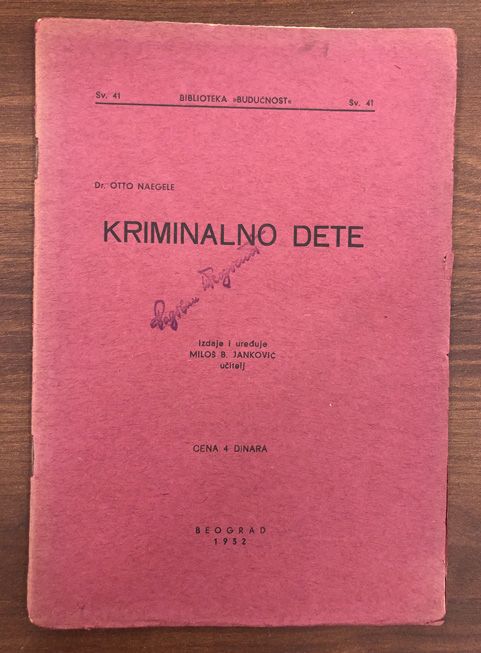 Sv. 41 BIBLIOTEKA »BUDUĆNOST« Sv. 41
Dr. OTTO NAEGELE
KRIMINALNO DETE
Izdaje i uređuje
MILOŠ B. JANKOVIĆ
učitelj
CENA 4 DINARA
BEOGRAD
1932